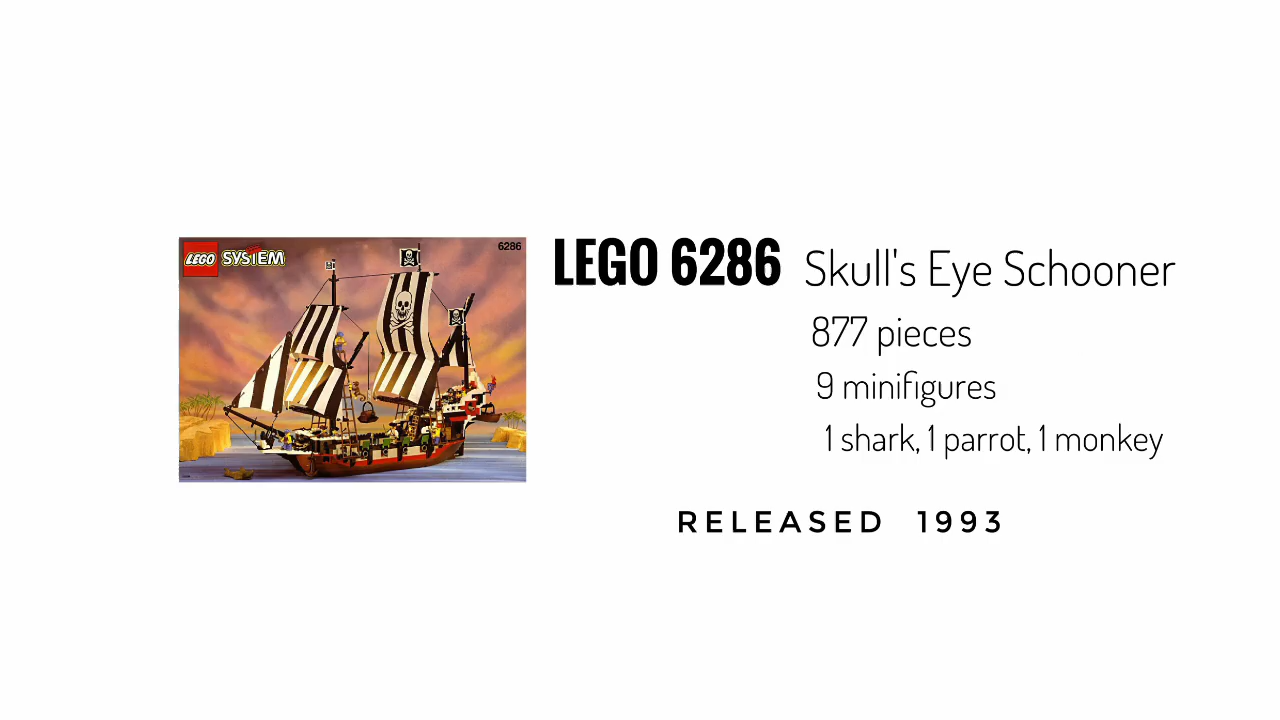 LEGO SYSTEM
6286
LEGO 6286 Skull's Eye Schooner
877 pieces
9 minifigures
1 shark, 1 parrot, 1 monkey
RELEASED 1993